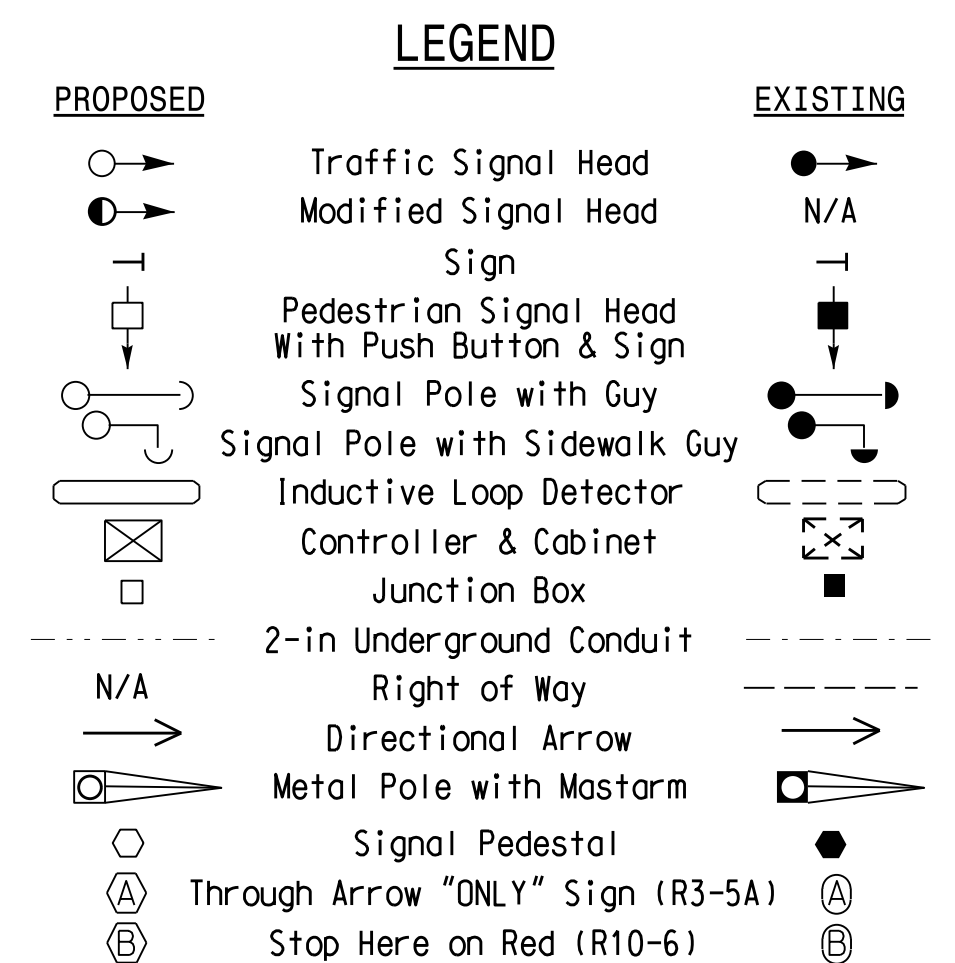 LEGEND
PROPOSED EXISTING
Traffic Signal Head
Modified Signal Head N/A
Sign
Pedestrian Signal Head
With Push Button & Sign
Signal Pole with Guy
Signal Pole with Sidewalk Guy
Inductive Loop Detector
Controller & Cabinet
Junction Box
2-in Underground Conduit
N/A Right of Way
Directional Arrow
Metal Pole with Mastarm
Signal Pedestal
A Through Arrow "ONLY" Sign (R3-5A) A
B Stop Here on Red (R10-6) B